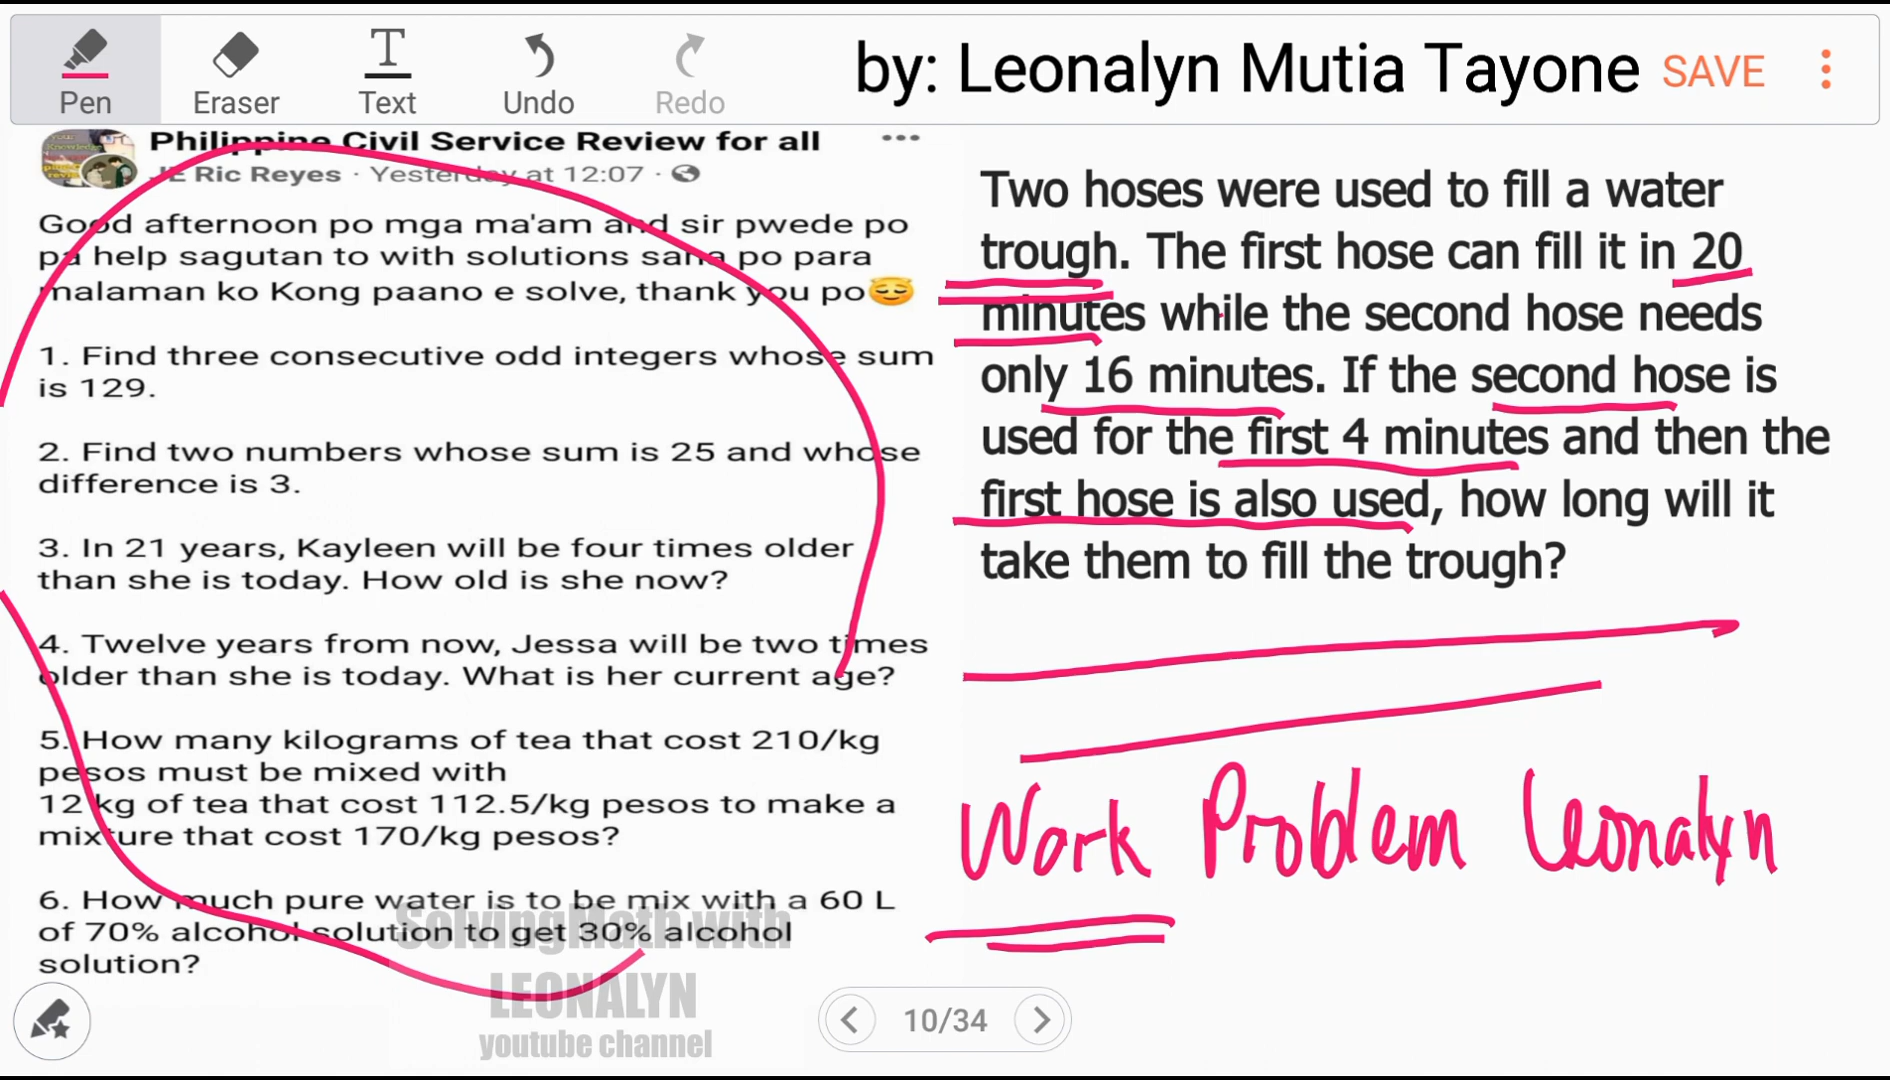 Pen
Eraser
Text
Undo
Redo
by: Leonalyn Mutia Tayone
SAVE
Philippine Civil Service Review for all
JE Ric Reyes · Yesterday at 12:07 ·
Good afternoon po mga ma'am and sir pwede po
pa help sagutan to with solutions sana po para
malaman ko Kong paano e solve, thank you po😇
1. Find three consecutive odd integers whose sum
is 129.
2. Find two numbers whose sum is 25 and whose
difference is 3.
3. In 21 years, Kayleen will be four times older
than she is today. How old is she now?
4. Twelve years from now, Jessa will be two times
older than she is today. What is her current age?
5. How many kilograms of tea that cost 210/kg
pesos must be mixed with
12 kg of tea that cost 112.5/kg pesos to make a
mixture that cost 170/kg pesos?
6. How much pure water is to be mix with a 60 L
of 70% alcohol solution to get 30% alcohol
solution?
SolvingMath with
LEONALYN
youtube channel
Two hoses were used to fill a water
trough. The first hose can fill it in 20
minutes while the second hose needs
only 16 minutes. If the second hose is
used for the first 4 minutes and then the
first hose is also used, how long will it
take them to fill the trough?
Work Problem Leonalyn
10/34